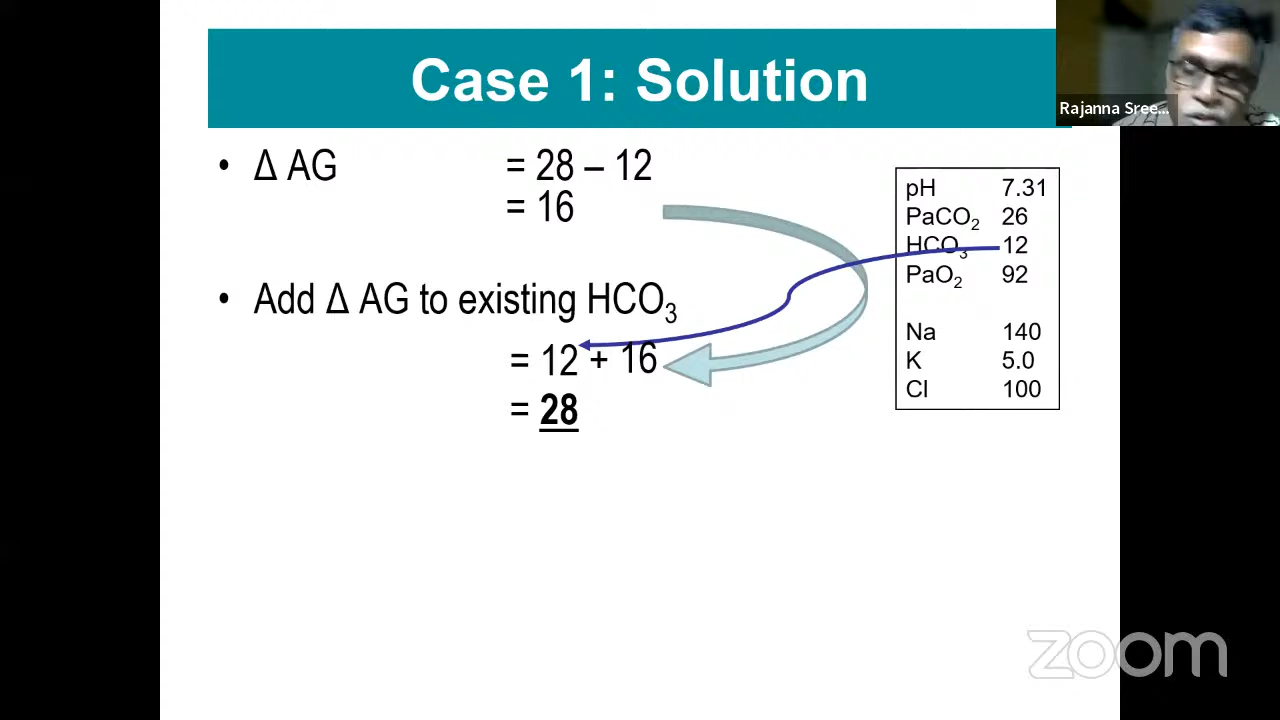 Case 1: Solution
Rajanna Sree...
• Δ AG = 28 – 12
= 16
• Add Δ AG to existing HCO₃
= 12 + 16
= 28
pH 7.31
PaCO₂ 26
HCO₃ 12
PaO₂ 92
Na 140
K 5.0
Cl 100
zoom